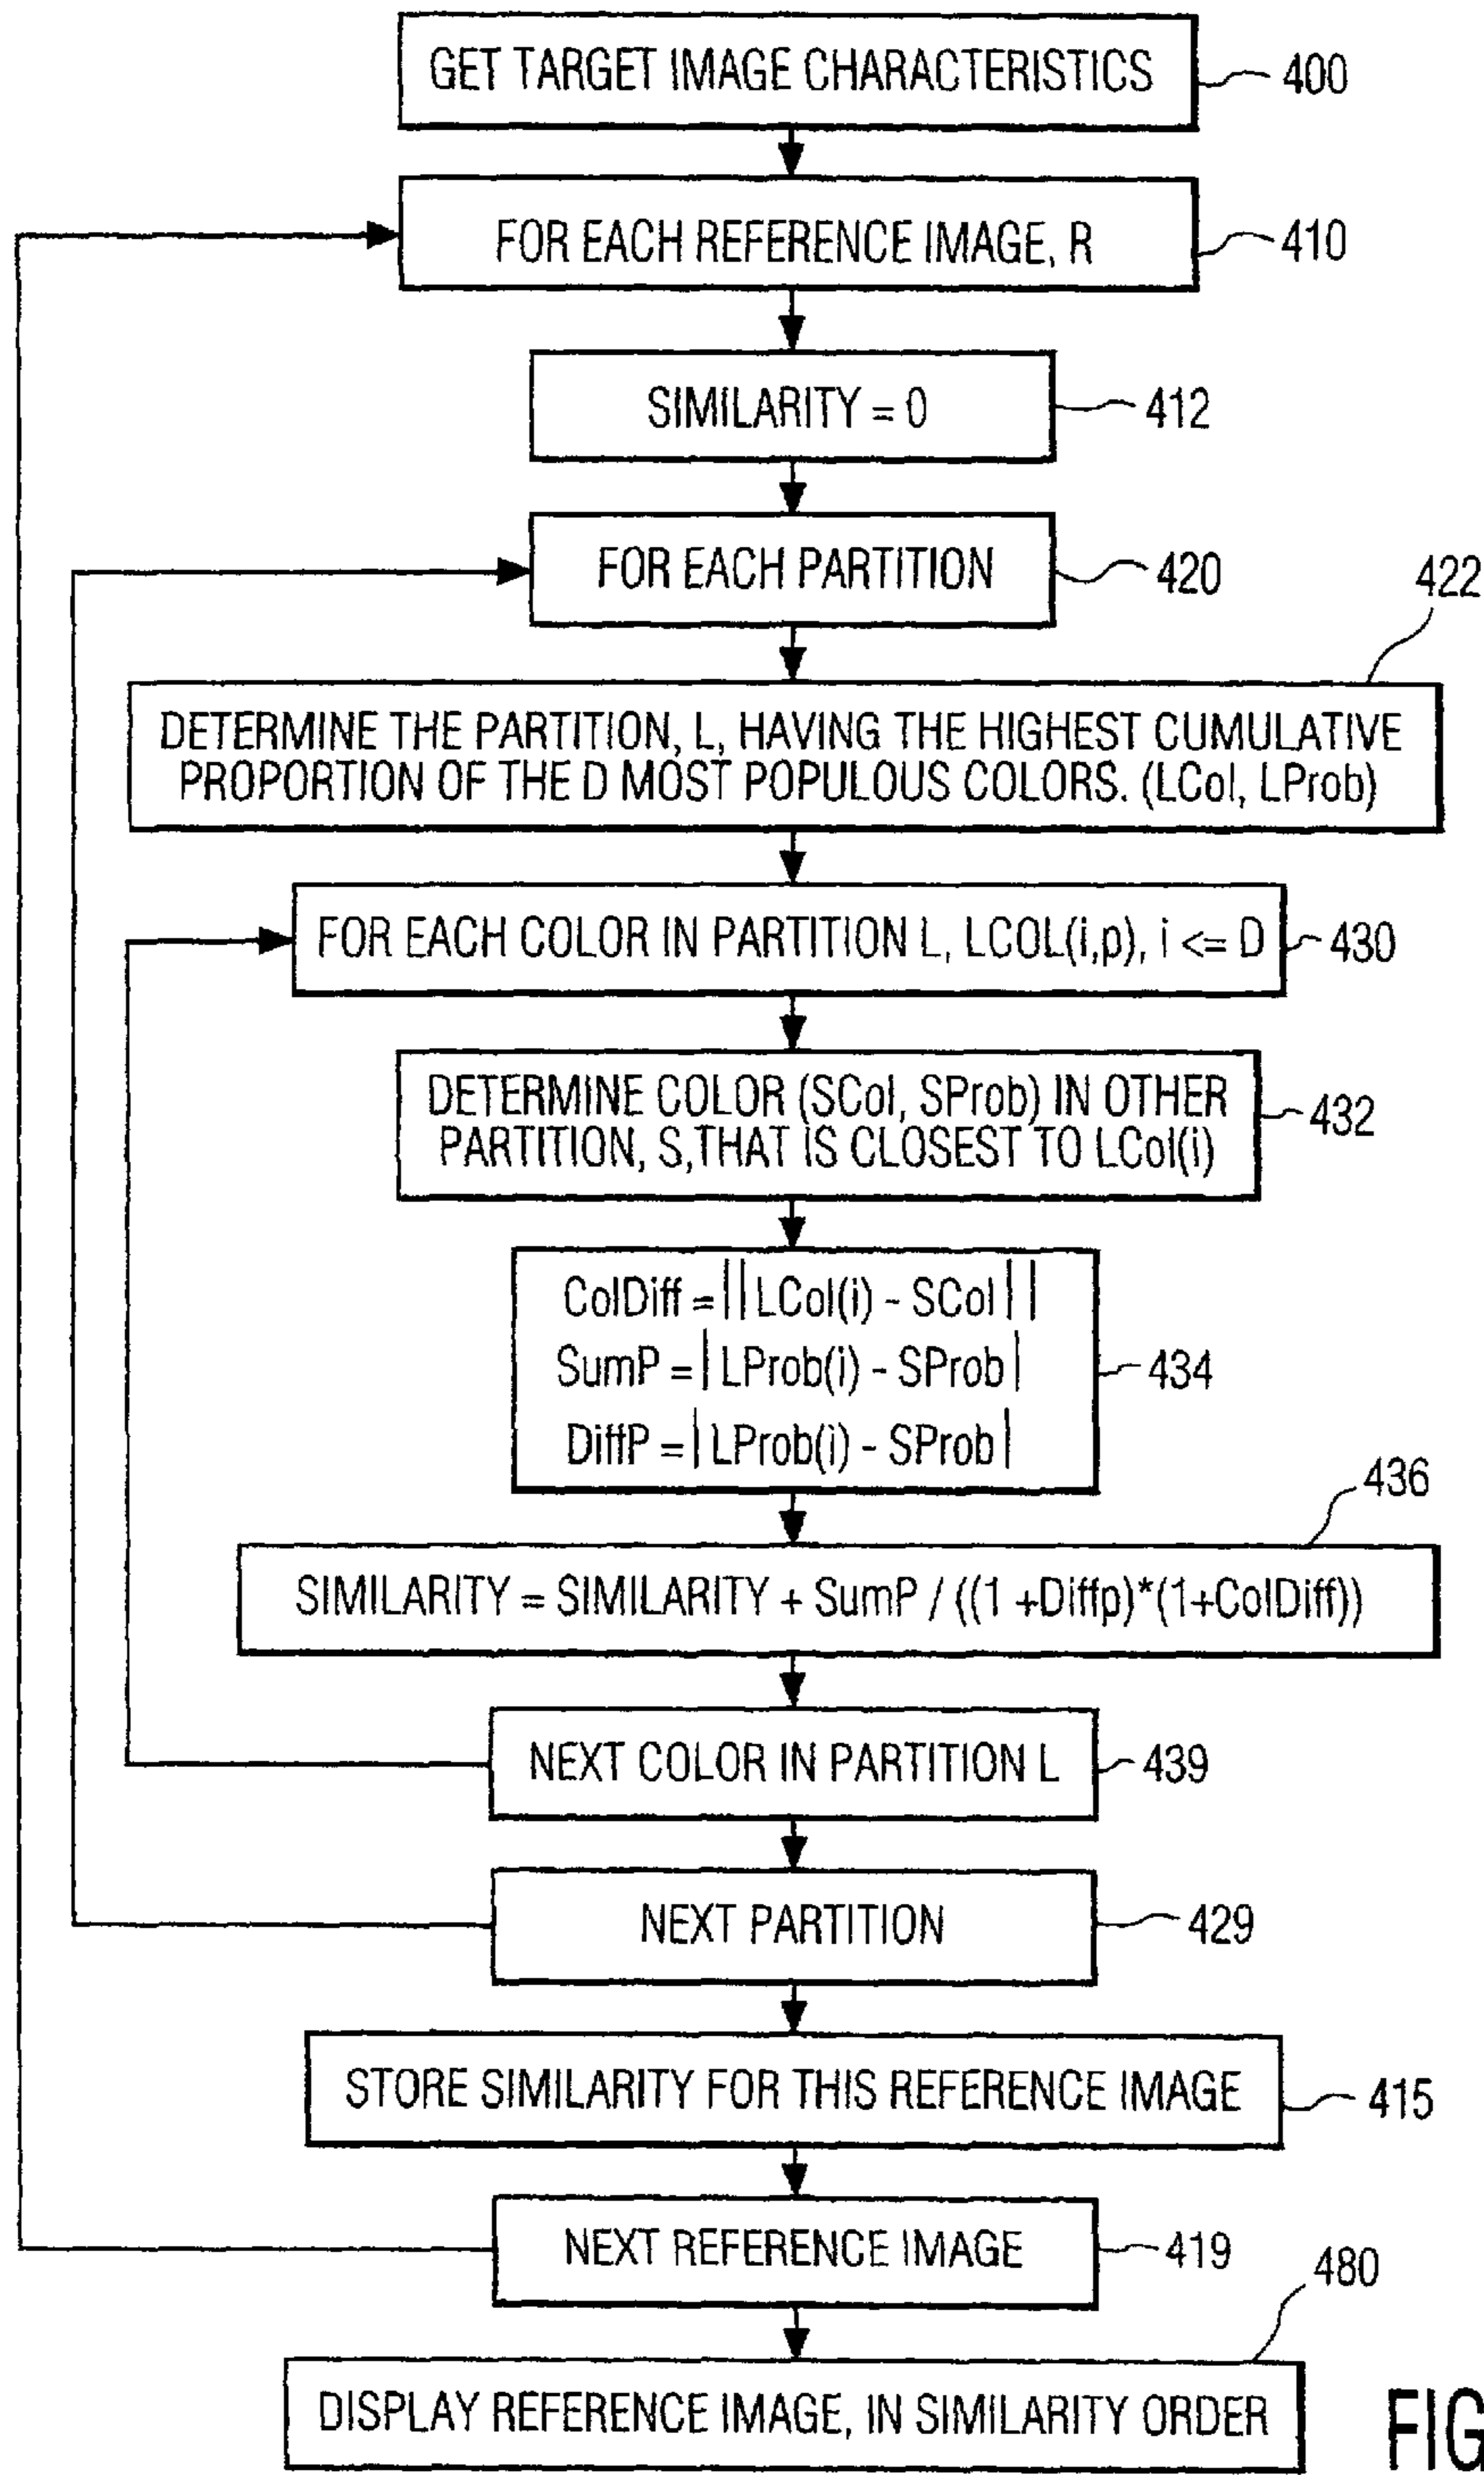 GET TARGET IMAGE CHARACTERISTICS
400
FOR EACH REFERENCE IMAGE, R
410
SIMILARITY = 0
412
FOR EACH PARTITION
420
422
DETERMINE THE PARTITION, L, HAVING THE HIGHEST CUMULATIVE
PROPORTION OF THE D MOST POPULOUS COLORS. (LCol, LProb)
FOR EACH COLOR IN PARTITION L, LCOL(i,p), i <= D
430
DETERMINE COLOR (SCol, SProb) IN OTHER
PARTITION, S,THAT IS CLOSEST TO LCol(i)
432
ColDiff = ||LCol(i) - SCol||
SumP = |LProb(i) - SProb|
DiffP = |LProb(i) - SProb|
434
436
SIMILARITY = SIMILARITY + SumP / ((1 +Diffp)*(1+ColDiff))
NEXT COLOR IN PARTITION L
439
NEXT PARTITION
429
STORE SIMILARITY FOR THIS REFERENCE IMAGE
415
NEXT REFERENCE IMAGE
419
480
DISPLAY REFERENCE IMAGE, IN SIMILARITY ORDER
FIG